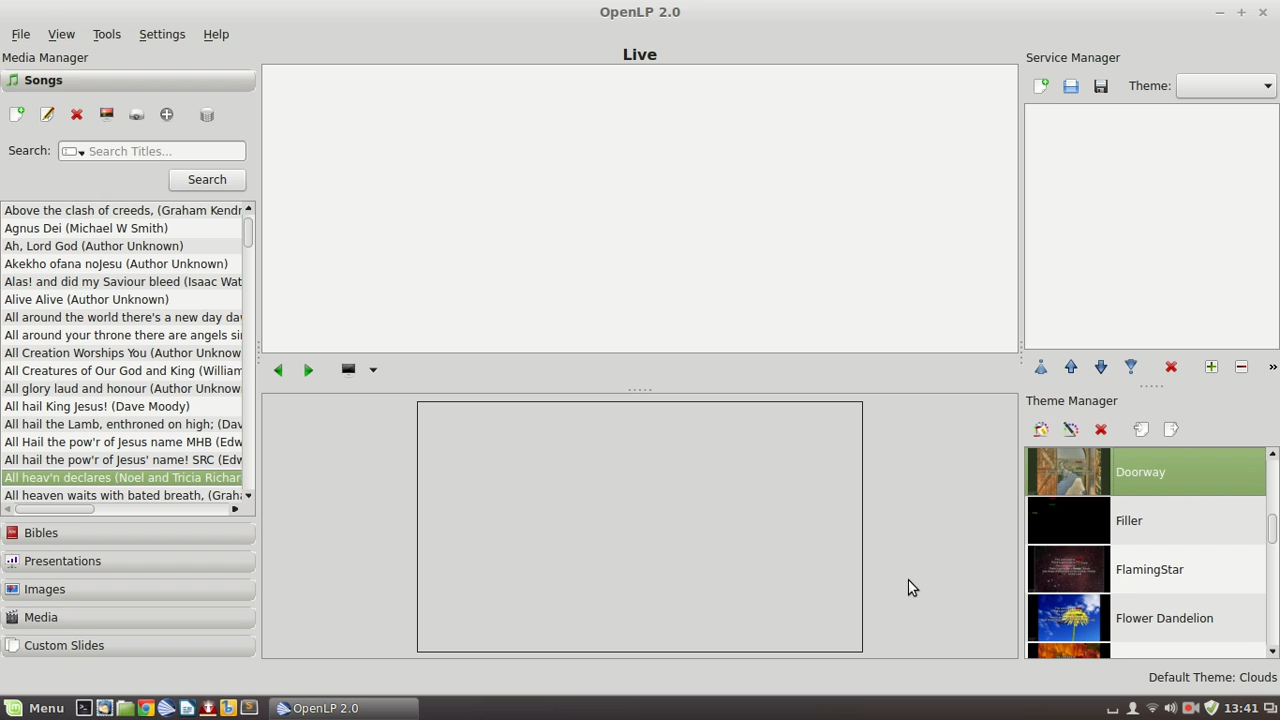 OpenLP 2.0
File View Tools Settings Help
Media Manager
Songs
Search: Search Titles...
Search
Above the clash of creeds, (Graham Kendr
Agnus Dei (Michael W Smith)
Ah, Lord God (Author Unknown)
Akekho ofana noJesu (Author Unknown)
Alas! and did my Saviour bleed (Isaac Wat
Alive Alive (Author Unknown)
All around the world there's a new day da
All around your throne there are angels si
All Creation Worships You (Author Unknow
All Creatures of Our God and King (William
All glory laud and honour (Author Unknow
All hail King Jesus! (Dave Moody)
All hail the Lamb, enthroned on high; (Dav
All Hail the pow'r of Jesus name MHB (Edw
All hail the pow'r of Jesus' name! SRC (Edw
All heav'n declares (Noel and Tricia Richar
All heaven waits with bated breath, (Grah
Bibles
Presentations
Images
Media
Custom Slides
Live
Service Manager
Theme:
Theme Manager
Doorway
Filler
FlamingStar
Flower Dandelion
Default Theme: Clouds
Menu OpenLP 2.0 13:41